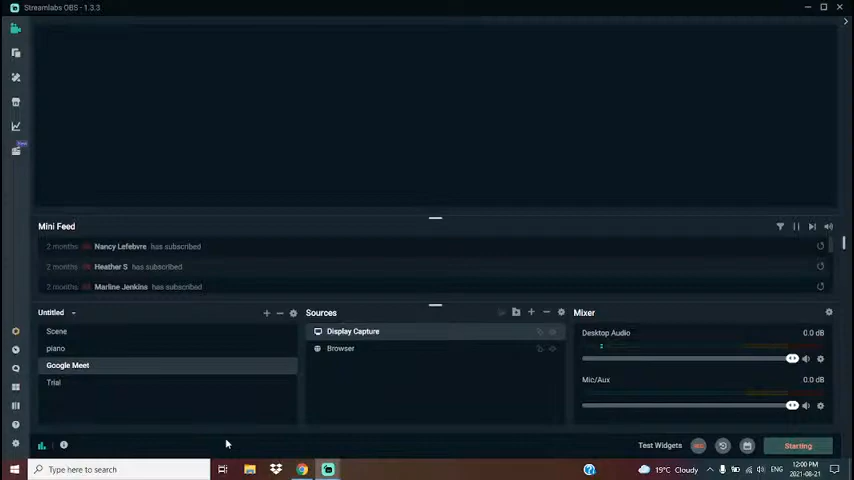 Streamlabs OBS - 1.3.3
New
Mini Feed
2 months Nancy Lefebvre has subscribed
2 months Heather S has subscribed
2 months Marline Jenkins has subscribed
Untitled
Scene
piano
Google Meet
Trial
Sources
Display Capture
Browser
Mixer
Desktop Audio 0.0 dB
Mic/Aux 0.0 dB
Test Widgets REC Starting
Type here to search
19°C Cloudy
ENG
12:00 PM
2021-08-21